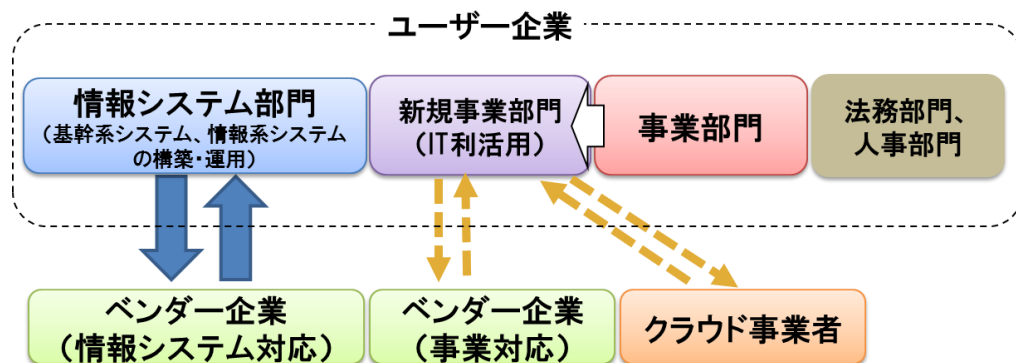 ユーザー企業
情報システム部門
（基幹系システム、情報系システム
の構築・運用）
新規事業部門
（IT利活用）
事業部門
法務部門、
人事部門
ベンダー企業
（情報システム対応）
ベンダー企業
（事業対応）
クラウド事業者